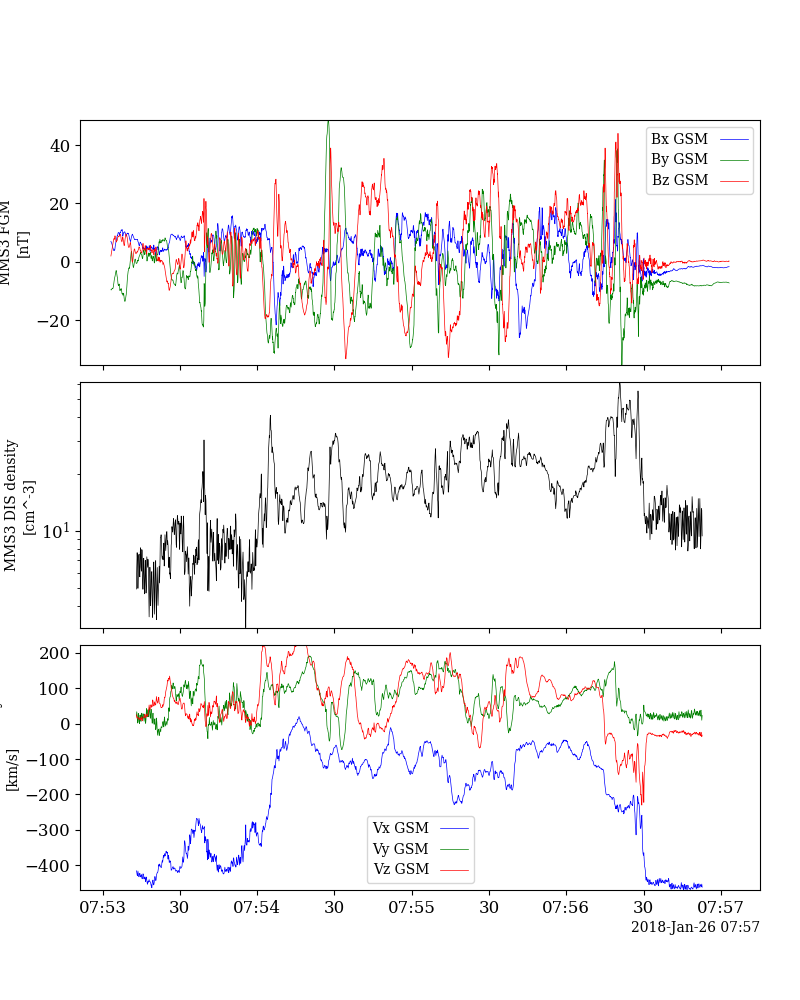 40
20
0
−20
MMS3 FGM
[nT]
Bx GSM
By GSM
Bz GSM
10^1
MMS3 DIS density
[cm^-3]
200
100
0
−100
−200
−300
−400
[km/s]
Vx GSM
Vy GSM
Vz GSM
07:53 30 07:54 30 07:55 30 07:56 30 07:57
2018-Jan-26 07:57